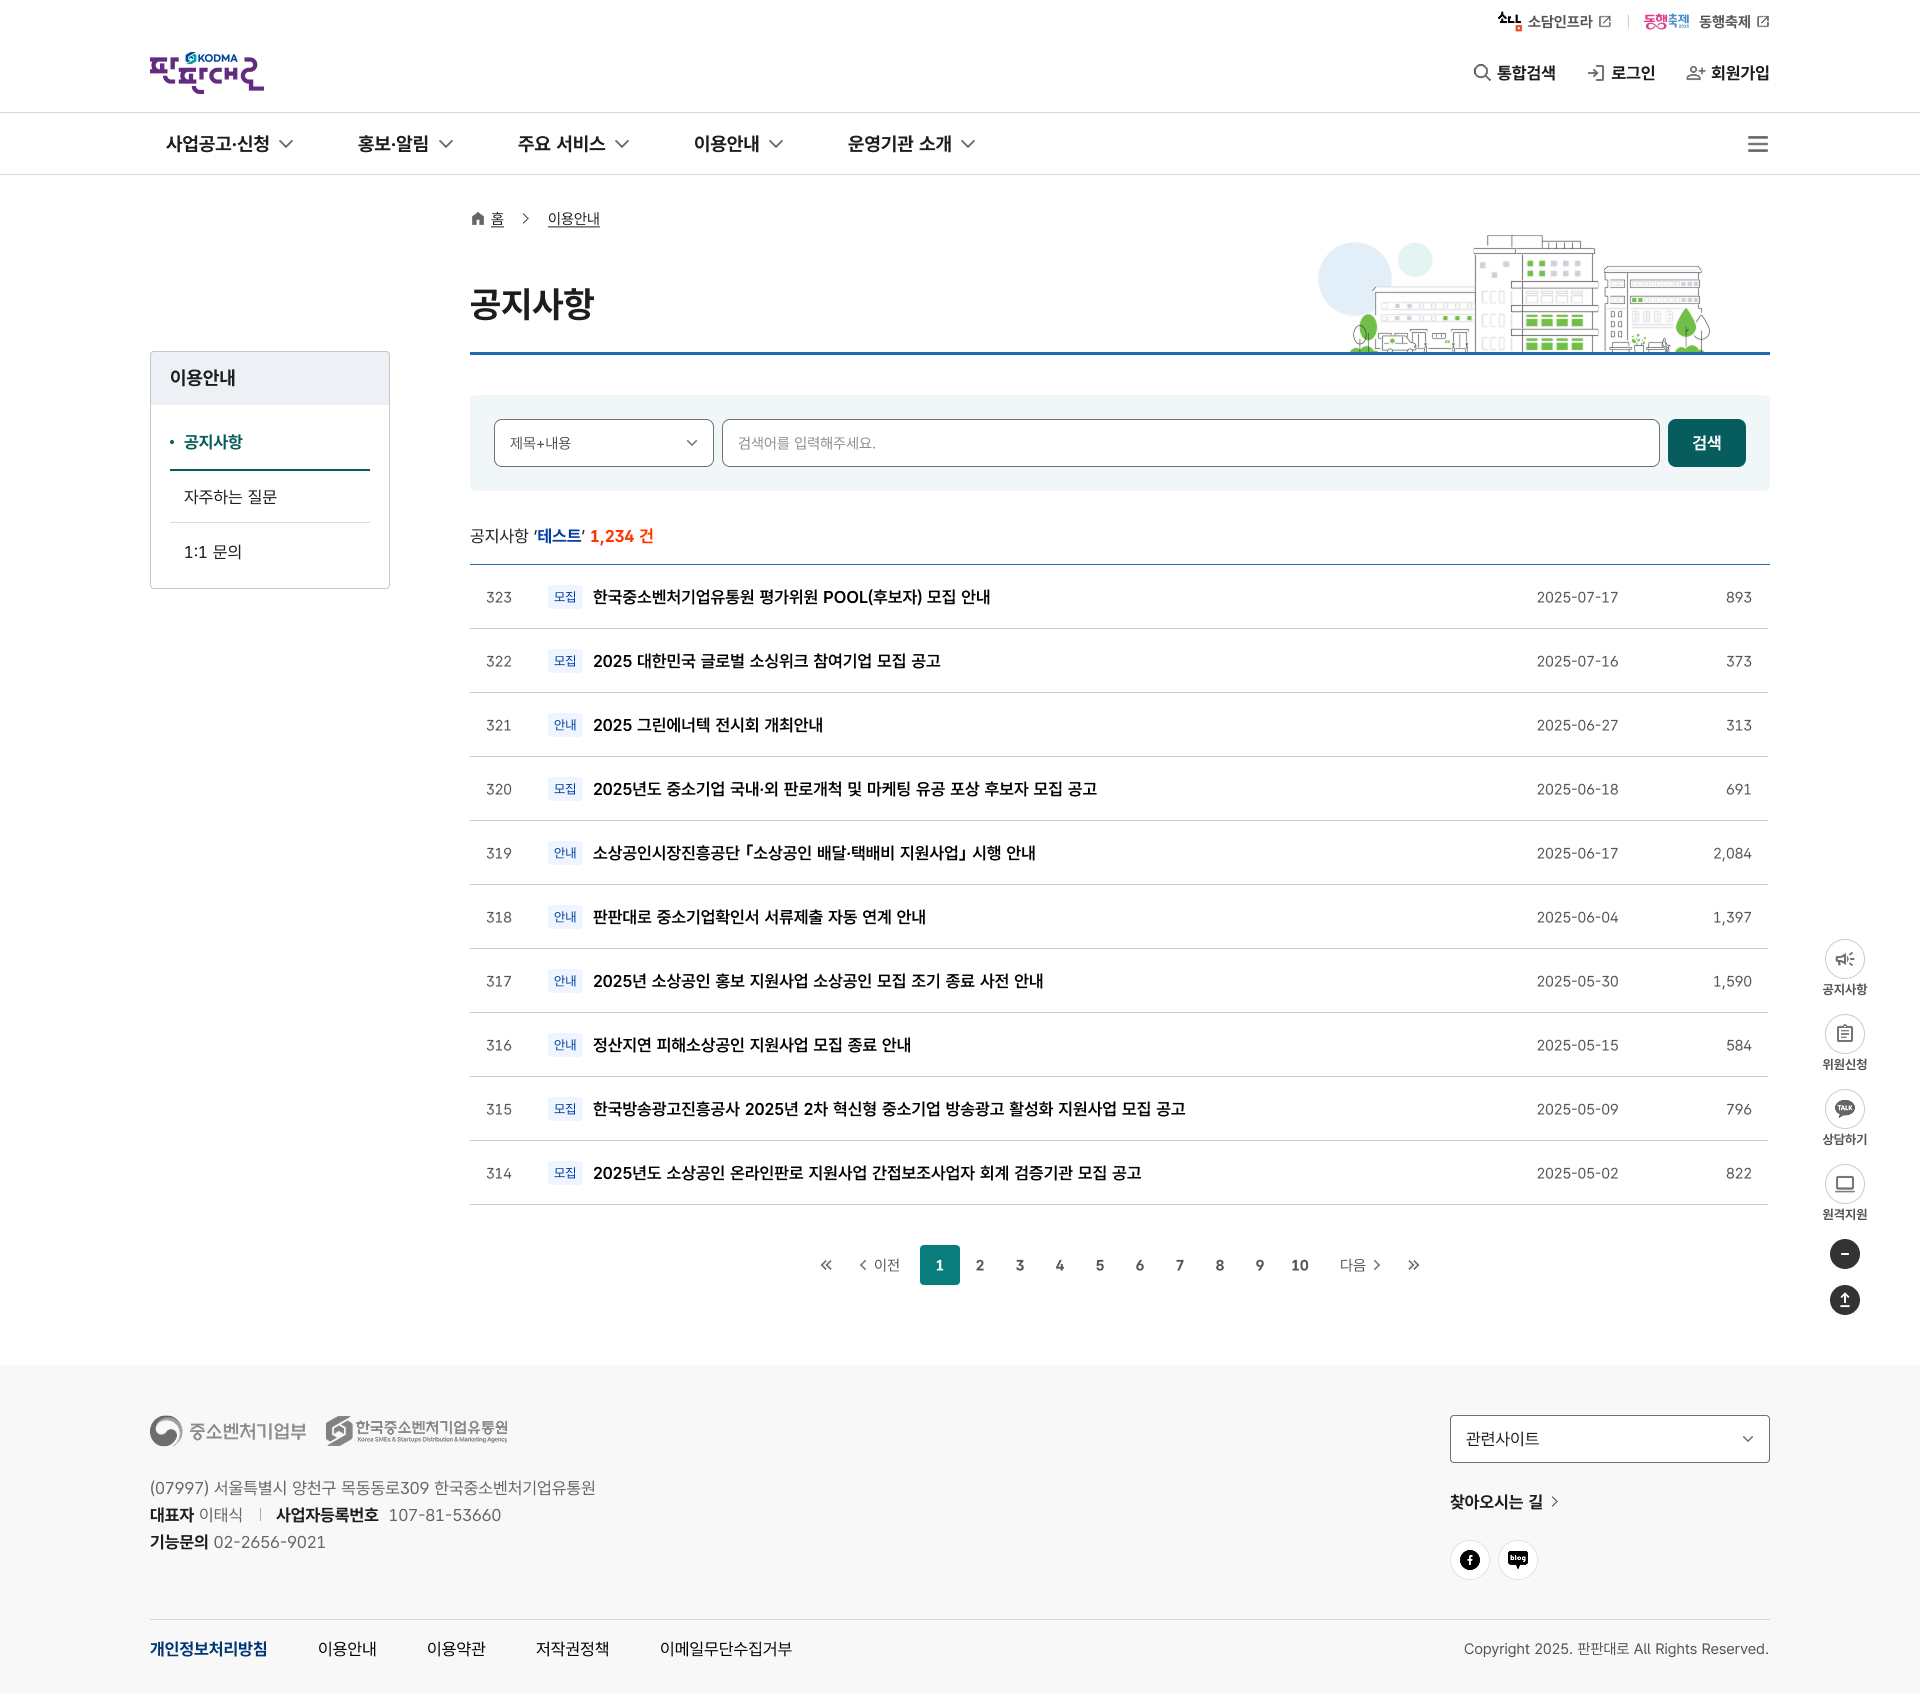 소담 소담인프라
동행축제 2025 동행축제
KODMA
판판대로
통합검색
로그인
회원가입
사업공고·신청
홍보·알림
주요 서비스
이용안내
운영기관 소개
홈 > 이용안내
공지사항
이용안내
• 공지사항
자주하는 질문
1:1 문의
제목+내용
검색어를 입력해주세요.
검색
공지사항 '테스트' 1,234 건
323 모집 한국중소벤처기업유통원 평가위원 POOL(후보자) 모집 안내 2025-07-17 893
322 모집 2025 대한민국 글로벌 소싱위크 참여기업 모집 공고 2025-07-16 373
321 안내 2025 그린에너텍 전시회 개최안내 2025-06-27 313
320 모집 2025년도 중소기업 국내·외 판로개척 및 마케팅 유공 포상 후보자 모집 공고 2025-06-18 691
319 안내 소상공인시장진흥공단 「소상공인 배달·택배비 지원사업」 시행 안내 2025-06-17 2,084
318 안내 판판대로 중소기업확인서 서류제출 자동 연계 안내 2025-06-04 1,397
317 안내 2025년 소상공인 홍보 지원사업 소상공인 모집 조기 종료 사전 안내 2025-05-30 1,590
316 안내 정산지연 피해소상공인 지원사업 모집 종료 안내 2025-05-15 584
315 모집 한국방송광고진흥공사 2025년 2차 혁신형 중소기업 방송광고 활성화 지원사업 모집 공고 2025-05-09 796
314 모집 2025년도 소상공인 온라인판로 지원사업 간접보조사업자 회계 검증기관 모집 공고 2025-05-02 822
« < 이전 1 2 3 4 5 6 7 8 9 10 다음 > »
공지사항
위원신청
TALK
상담하기
원격지원
중소벤처기업부
한국중소벤처기업유통원
Korea SMEs & Startups Distribution & Marketing Agency
(07997) 서울특별시 양천구 목동동로309 한국중소벤처기업유통원
대표자 이태식 | 사업자등록번호 107-81-53660
기능문의 02-2656-9021
관련사이트
찾아오시는 길 >
blog
개인정보처리방침
이용안내
이용약관
저작권정책
이메일무단수집거부
Copyright 2025. 판판대로 All Rights Reserved.